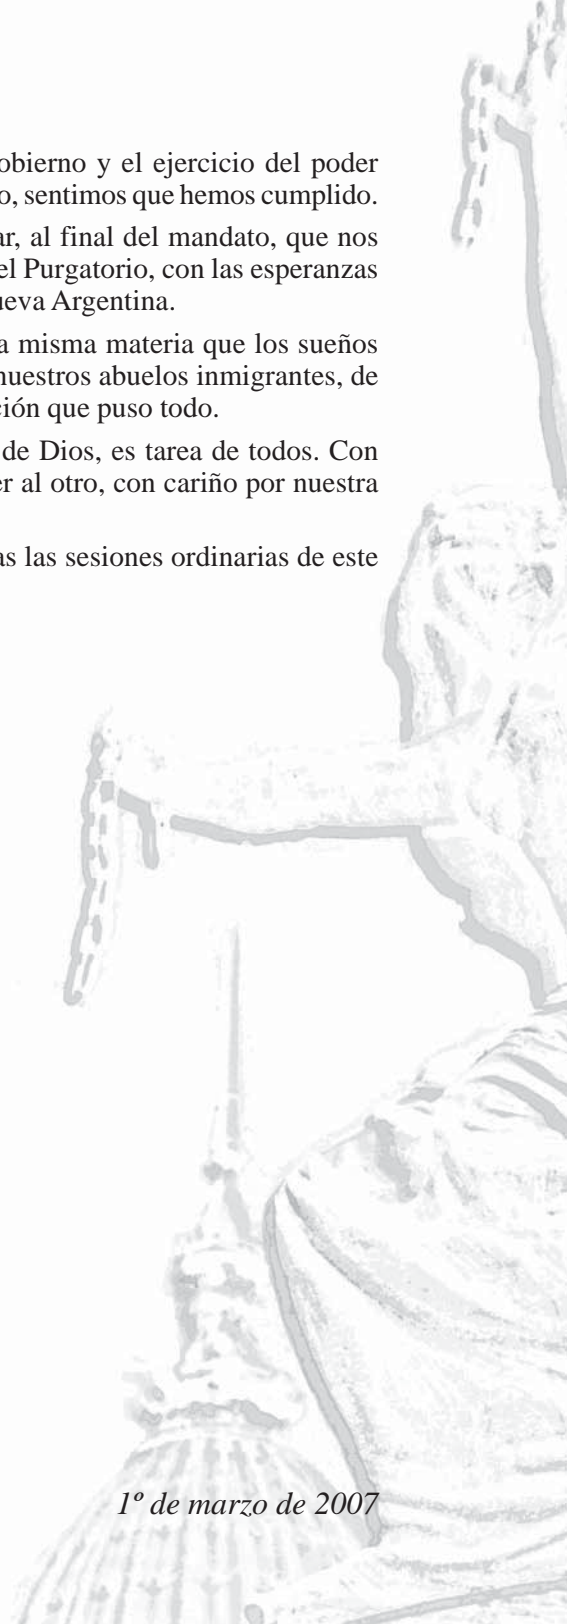 obierno y el ejercicio del poder
o, sentimos que hemos cumplido.
ar, al final del mandato, que nos
el Purgatorio, con las esperanzas
ueva Argentina.
a misma materia que los sueños
nuestros abuelos inmigrantes, de
ción que puso todo.
de Dios, es tarea de todos. Con
er al otro, con cariño por nuestra
as las sesiones ordinarias de este
1º de marzo de 2007